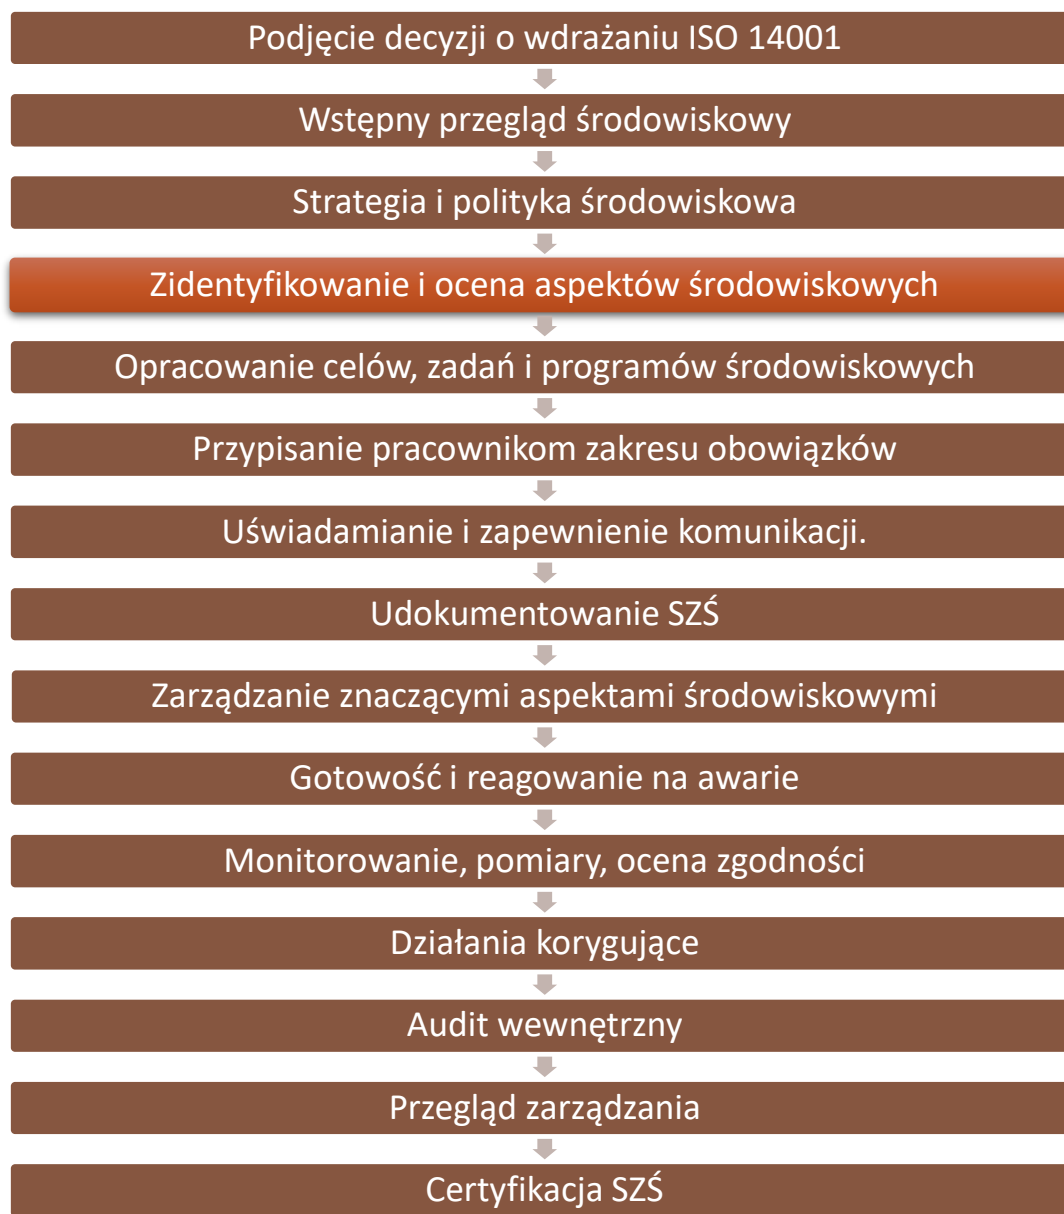 Podjęcie decyzji o wdrażaniu ISO 14001
Wstępny przegląd środowiskowy
Strategia i polityka środowiskowa
Zidentyfikowanie i ocena aspektów środowiskowych
Opracowanie celów, zadań i programów środowiskowych
Przypisanie pracownikom zakresu obowiązków
Uświadamianie i zapewnienie komunikacji.
Udokumentowanie SZŚ
Zarządzanie znaczącymi aspektami środowiskowymi
Gotowość i reagowanie na awarie
Monitorowanie, pomiary, ocena zgodności
Działania korygujące
Audit wewnętrzny
Przegląd zarządzania
Certyfikacja SZŚ